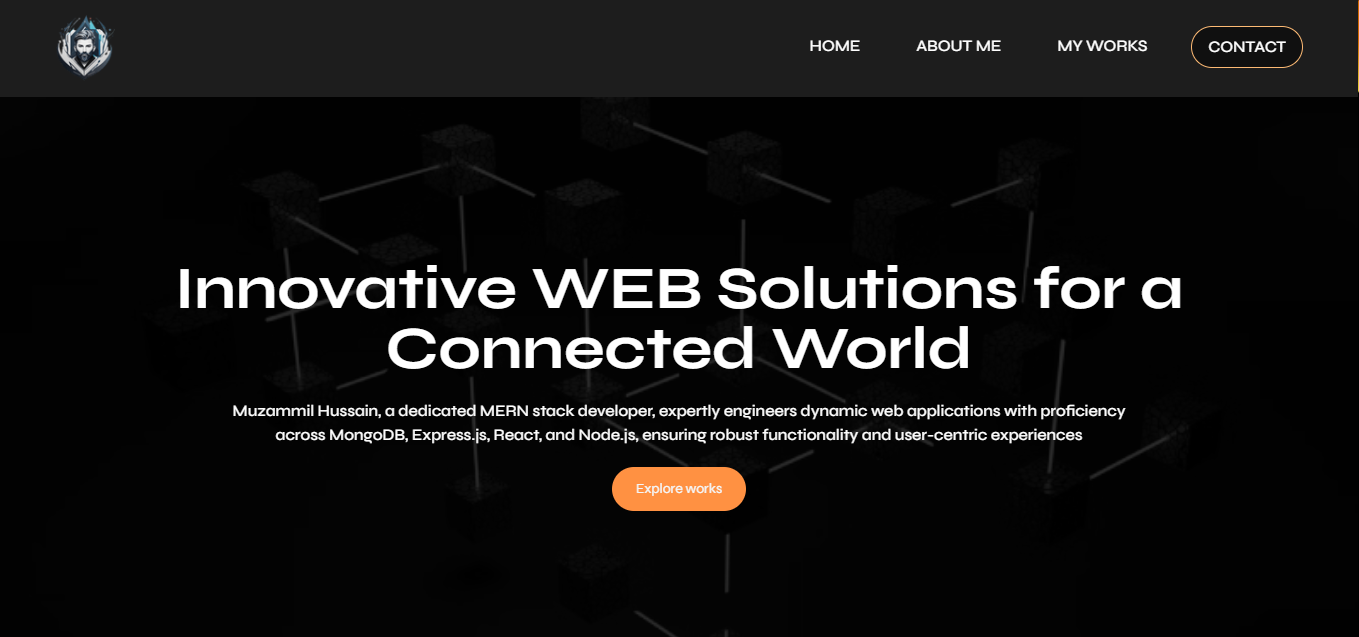 HOME ABOUT ME MY WORKS CONTACT
Innovative WEB Solutions for a
Connected World
Muzammil Hussain, a dedicated MERN stack developer, expertly engineers dynamic web applications with proficiency
across MongoDB, Express.js, React, and Node.js, ensuring robust functionality and user-centric experiences
Explore works